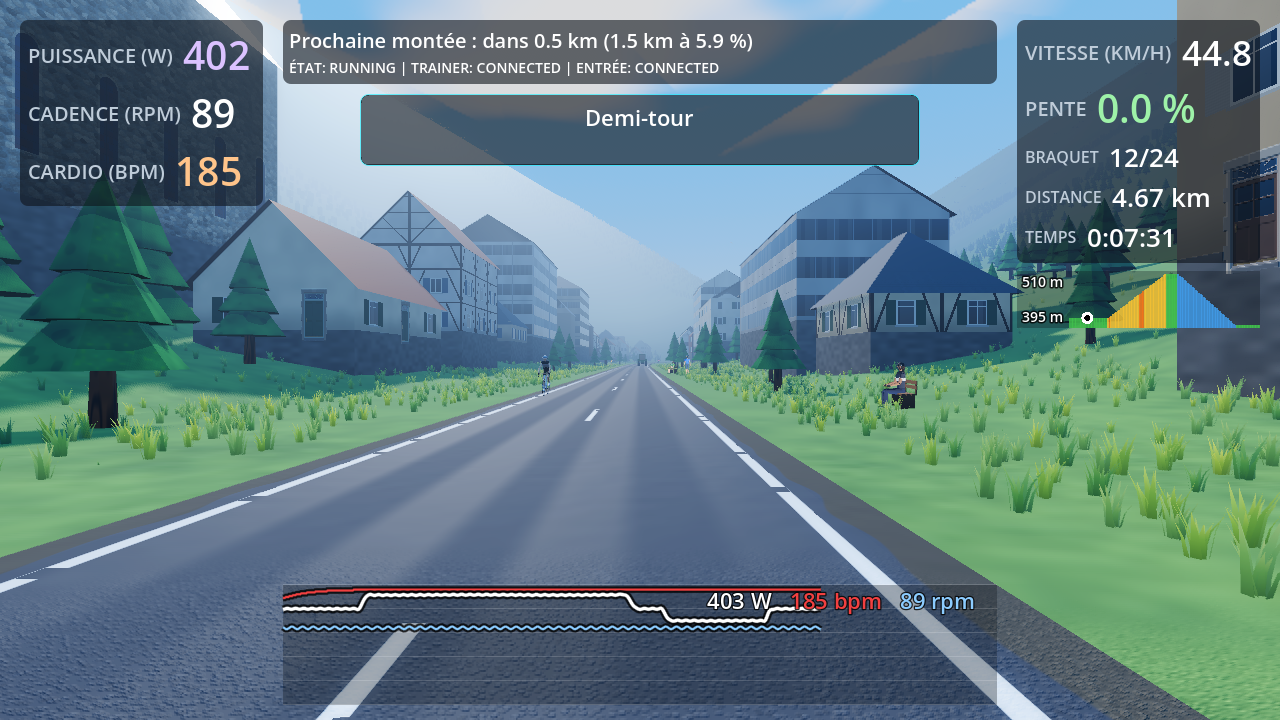 PUISSANCE (W) 402
CADENCE (RPM) 89
CARDIO (BPM) 185
Prochaine montée : dans 0.5 km (1.5 km à 5.9 %)
ÉTAT: RUNNING | TRAINER: CONNECTED | ENTRÉE: CONNECTED
Demi-tour
VITESSE (KM/H) 44.8
PENTE 0.0 %
BRAQUET 12/24
DISTANCE 4.67 km
TEMPS 0:07:31
510 m
395 m
403 W 185 bpm 89 rpm